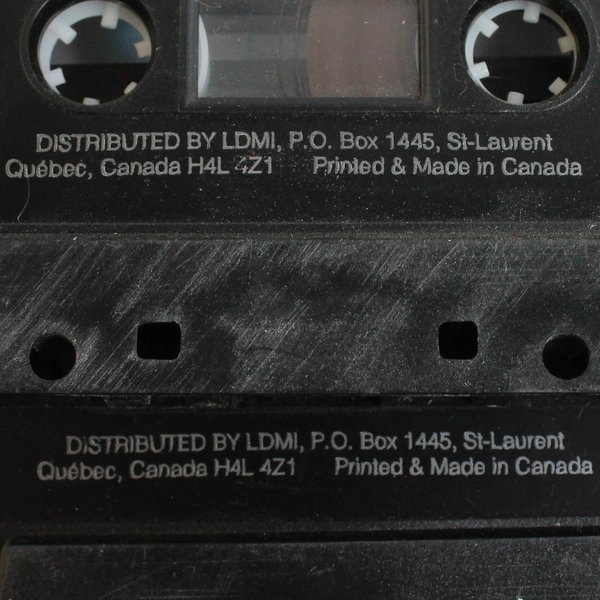 DISTRIBUTED BY LDMI, P.O. Box 1445, St-Laurent
Québec, Canada H4L 4Z1 Printed & Made in Canada
DISTRIBUTED BY LDMI, P.O. Box 1445, St-Laurent
Québec, Canada H4L 4Z1 Printed & Made in Canada